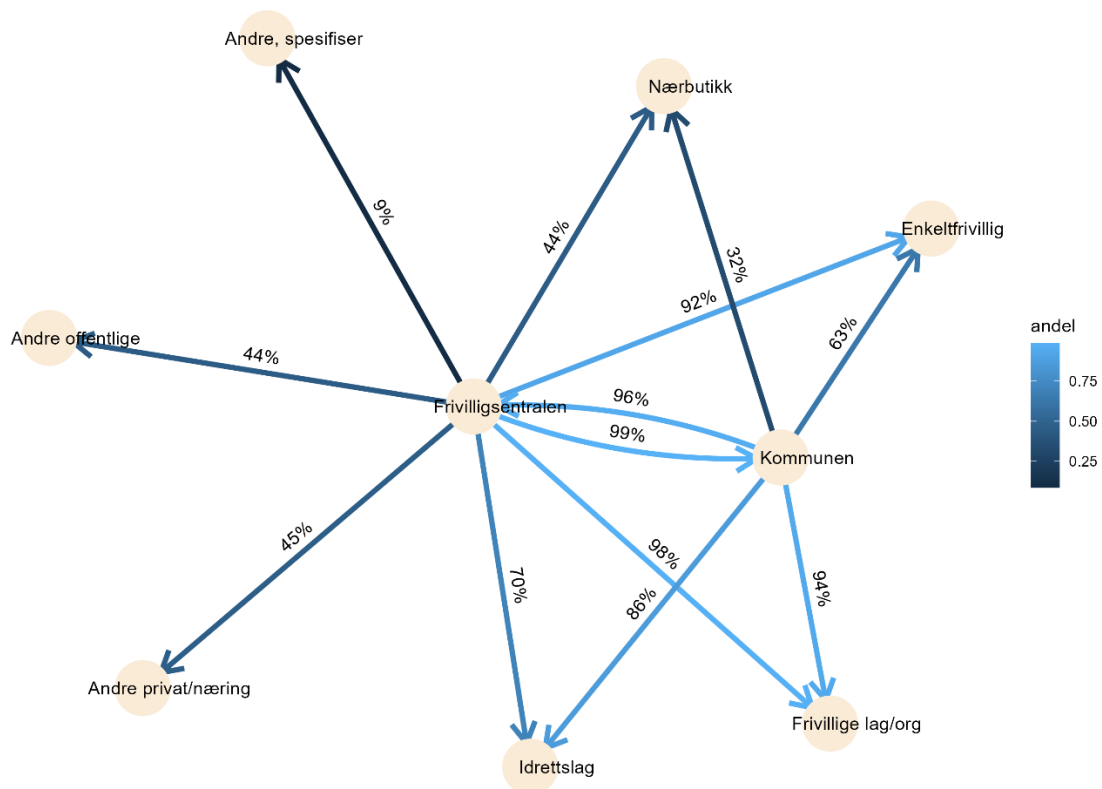 Andre, spesifiser
Nærbutikk
9%
44%
Enkeltfrivillig
32%
92%
63%
andel
Andre offentlige
44%
0.75
96%
Frivilligsentralen
0.50
99%
Kommunen
0.25
45%
98%
70%
86%
94%
Andre privat/næring
Frivillige lag/org
Idrettslag